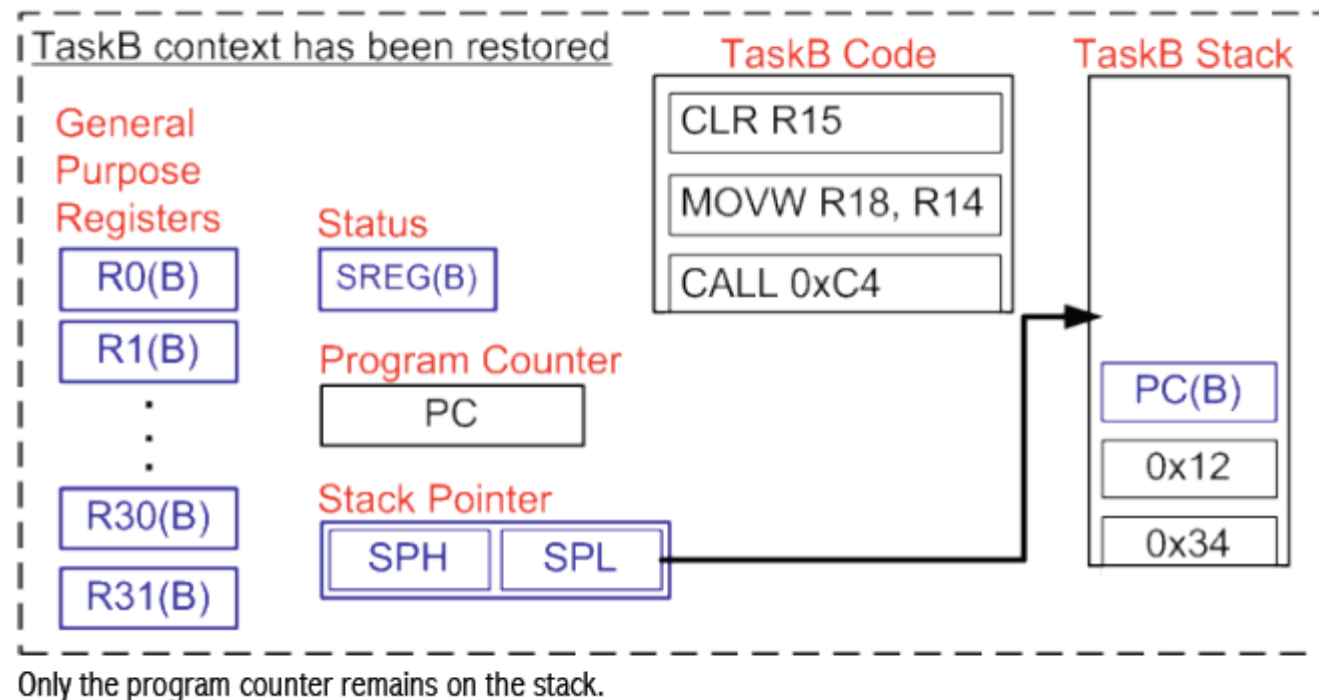 TaskB context has been restored
General
Purpose
Registers
R0(B)
R1(B)
R30(B)
R31(B)
Status
SREG(B)
Program Counter
PC
Stack Pointer
SPH SPL
TaskB Code
CLR R15
MOVW R18, R14
CALL 0xC4
TaskB Stack
PC(B)
0x12
0x34
Only the program counter remains on the stack.